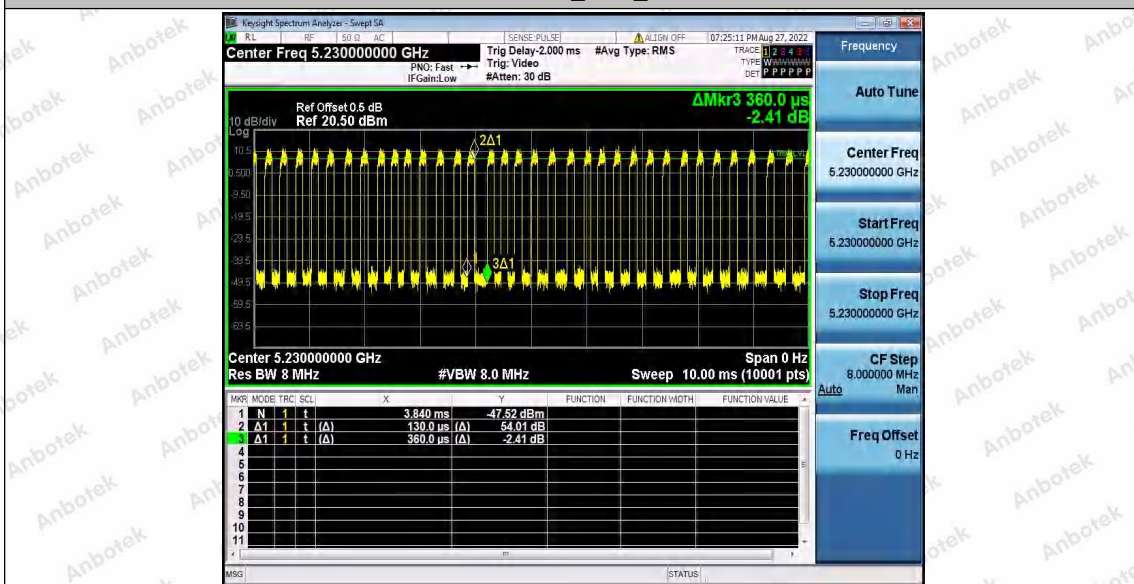 Keysight Spectrum Analyzer - Swept SA
RL RF 50 Ω AC SENSE:PULSE ALIGN OFF 07:25:11 PM Aug 27, 2022
Center Freq 5.230000000 GHz
PNO: Fast
IFGain:Low
Trig Delay-2.000 ms
Trig: Video
#Atten: 30 dB
#Avg Type: RMS
TRACE 1 2 3 4 5 6
TYPE
DET P P P P P P
Ref Offset 0.5 dB
10 dB/div Ref 20.50 dBm
ΔMkr3 360.0 µs
-2.41 dB
Log
10.5
0.500
-9.50
-19.5
-29.5
-39.5
-49.5
-59.5
-69.5
2Δ1
3Δ1
Center 5.230000000 GHz
Span 0 Hz
Res BW 8 MHz
#VBW 8.0 MHz
Sweep 10.00 ms (10001 pts)
MKR MODE TRC SCL X Y FUNCTION FUNCTION WIDTH FUNCTION VALUE
1 N 1 t 3.840 ms -47.52 dBm
2 Δ1 1 t (Δ) 130.0 µs (Δ) 54.01 dB
3 Δ1 1 t (Δ) 360.0 µs (Δ) -2.41 dB
4
5
6
7
8
9
10
11
MSG
STATUS
Frequency
Auto Tune
Center Freq
5.230000000 GHz
Start Freq
5.230000000 GHz
Stop Freq
5.230000000 GHz
CF Step
8.000000 MHz
Auto Man
Freq Offset
0 Hz
Anbotek